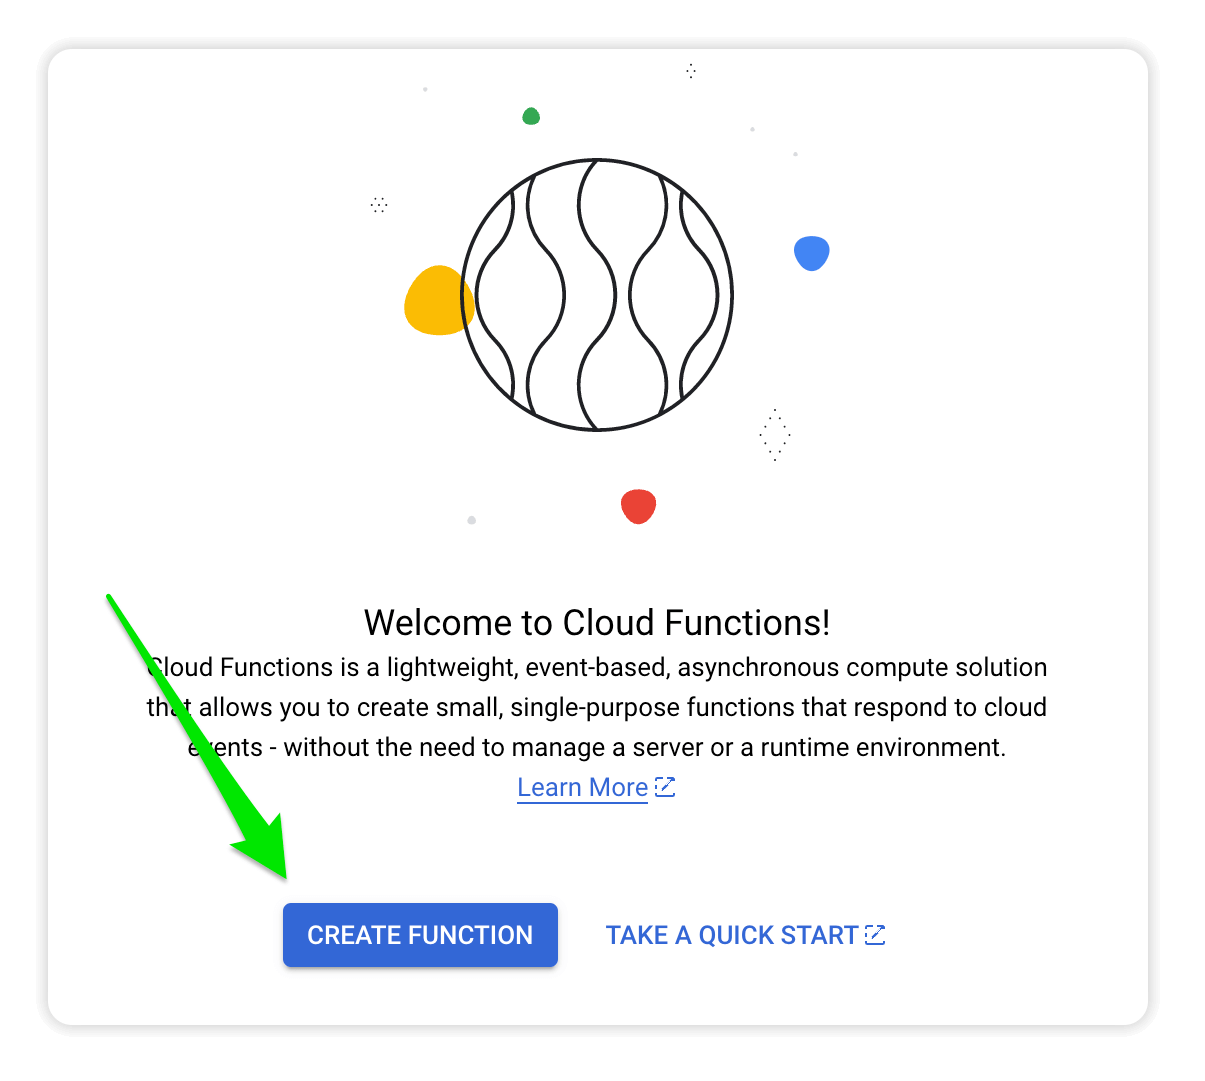 Welcome to Cloud Functions!
Cloud Functions is a lightweight, event-based, asynchronous compute solution
that allows you to create small, single-purpose functions that respond to cloud
events - without the need to manage a server or a runtime environment.
Learn More
CREATE FUNCTION
TAKE A QUICK START